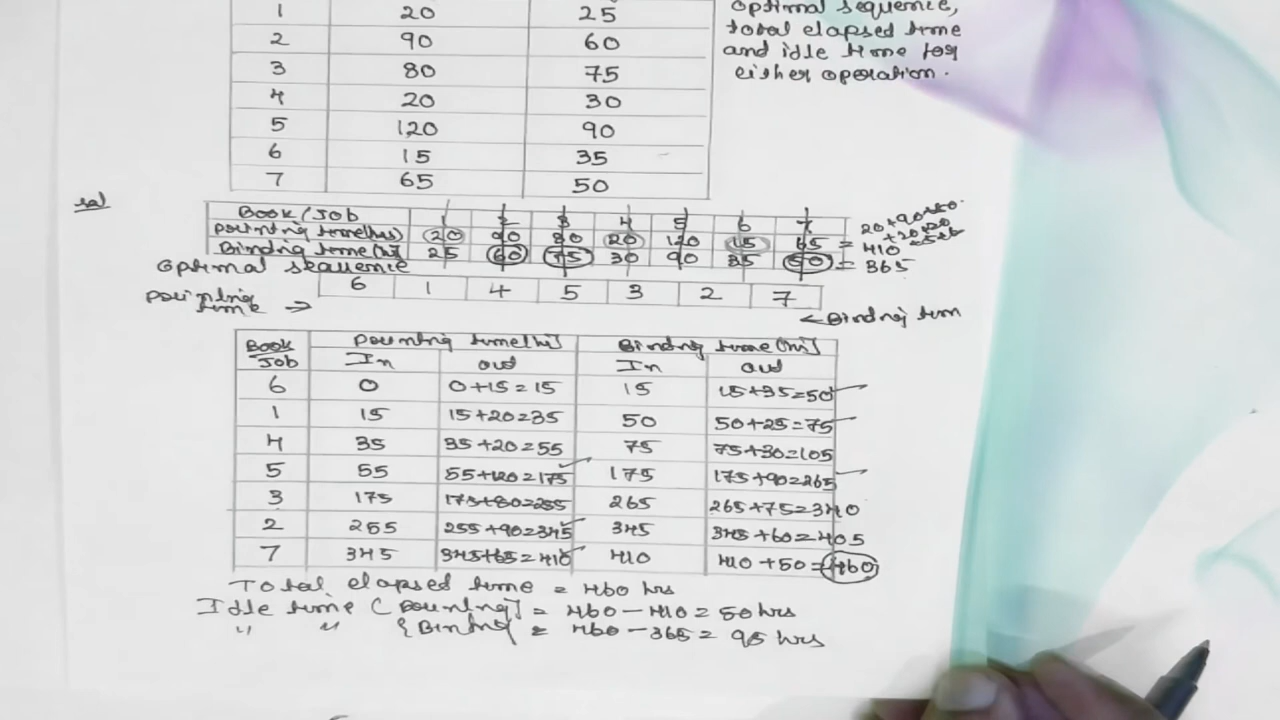 1 20 25
2 90 60
3 80 75
4 20 30
5 120 90
6 15 35
7 65 50
optimal sequence,
total elapsed time
and idle time for
either operation.
sol
Book/Job 1 2 3 4 5 6 7
printing time(hrs) 20 90 80 20 120 15 65 = 410
Binding time(hr) 25 60 75 30 90 35 50 = 365
optimal sequence
6 1 4 5 3 2 7
printing time → ← Binding time
Book/Job printing time(hr) Binding time(hr)
In out In out
6 0 0+15=15 15 15+35=50
1 15 15+20=35 50 50+25=75
4 35 35+20=55 75 75+30=105
5 55 55+120=175 175 175+90=265
3 175 175+80=255 265 265+75=340
2 255 255+90=345 345 345+60=405
7 345 345+65=410 410 410+50=460
Total elapsed time = 460 hrs
Idle time (printing) = 460-410=50hrs
" " {Binding = 460-365=95 hrs